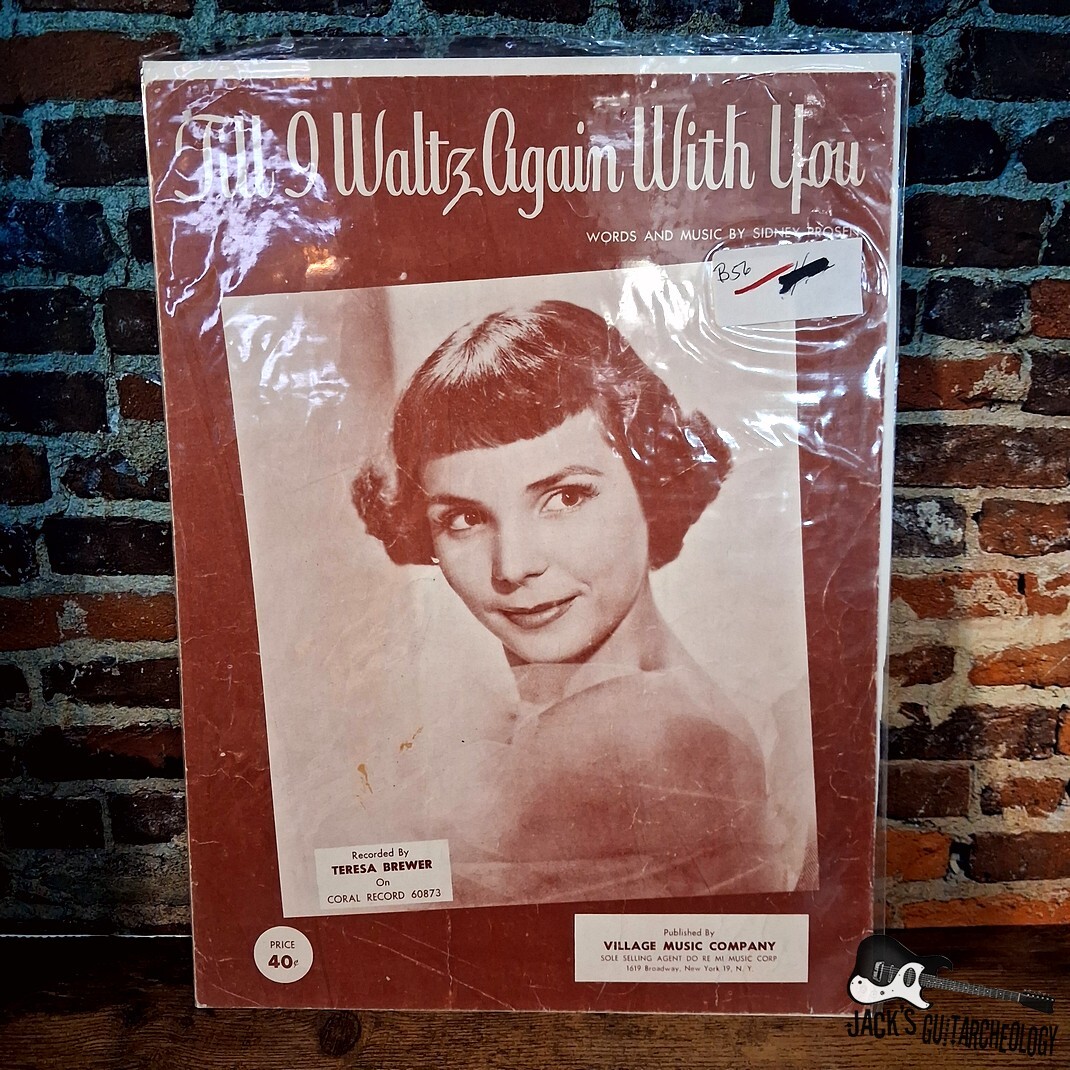 Till I Waltz Again With You
WORDS AND MUSIC BY SIDNEY PROSEN
B56
Recorded By
TERESA BREWER
On
CORAL RECORD 60873
PRICE
40¢
Published By
VILLAGE MUSIC COMPANY
SOLE SELLING AGENT DO RE MI MUSIC CORP
1619 Broadway, New York 19, N. Y.
JACK'S GUITARCHEOLOGY